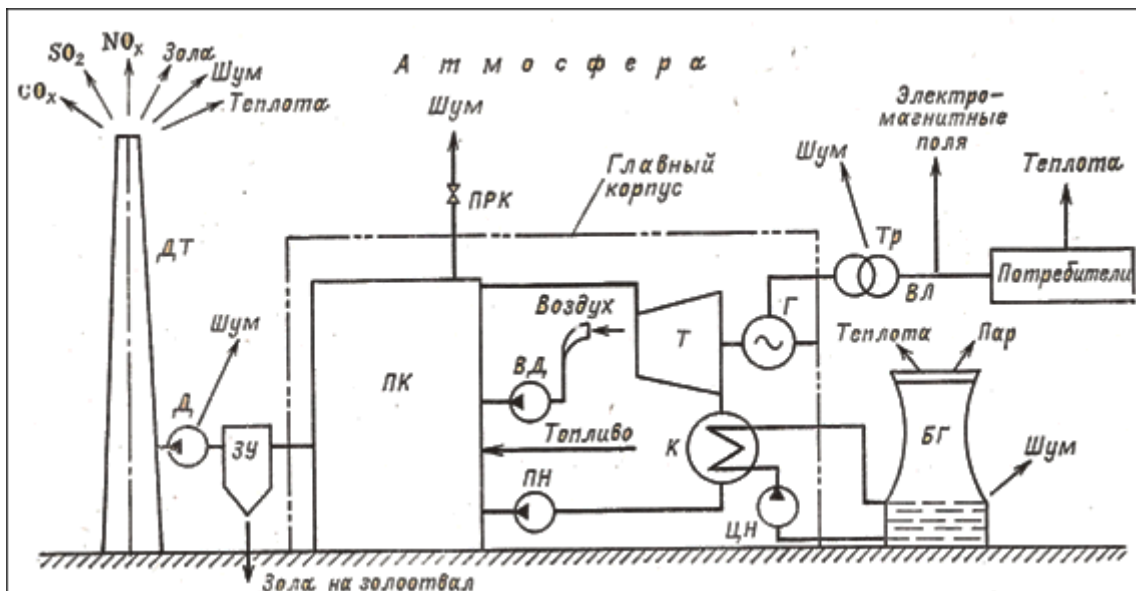 NOx
SO2
Зола
Шум
COx
Теплота
Атмосфера
Шум
ПРК
Главный
корпус
Электро-
магнитные
поля
Шум
Теплота
Тр
ВЛ
Потребители
ДТ
Шум
Д
ЗУ
ПК
Воздух
ВД
Т
Г
Топливо
К
ПН
ЦН
Теплота
Пар
БГ
Шум
Зола на золоотвал